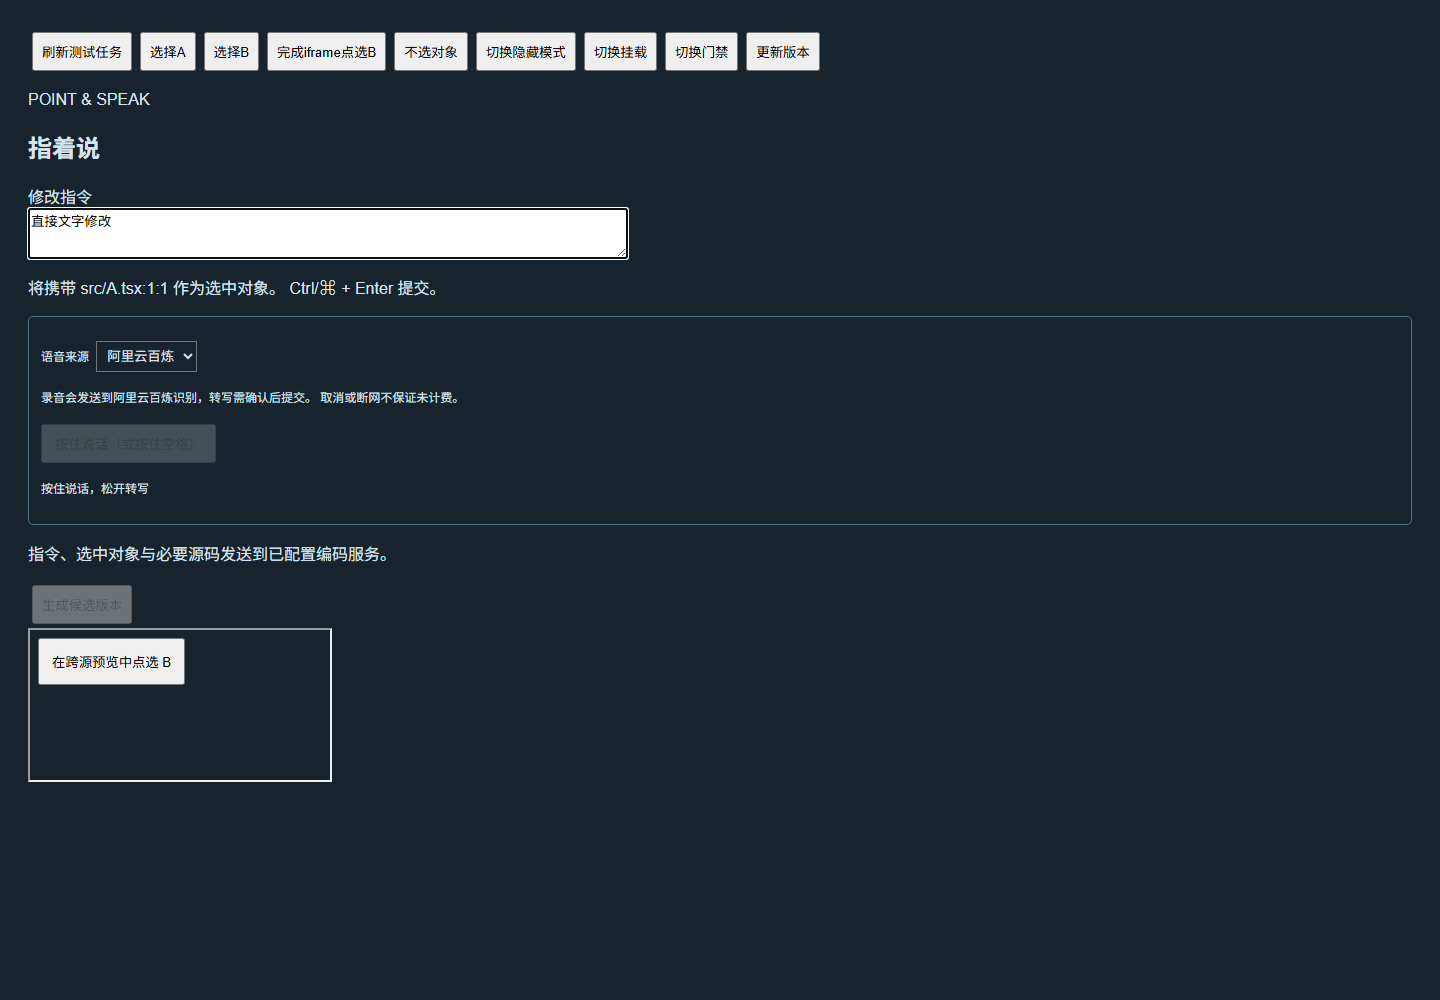 刷新测试任务 选择A 选择B 完成iframe点选B 不选对象 切换隐藏模式 切换挂载 切换门禁 更新版本
POINT & SPEAK
指着说
修改指令
直接文字修改
将携带 src/A.tsx:1:1 作为选中对象。 Ctrl/⌘ + Enter 提交。
语音来源 阿里云百炼
录音会发送到阿里云百炼识别，转写需确认后提交。 取消或断网不保证未计费。
按住说话（或按住空格）
按住说话，松开转写
指令、选中对象与必要源码发送到已配置编码服务。
生成候选版本
在跨源预览中点选 B